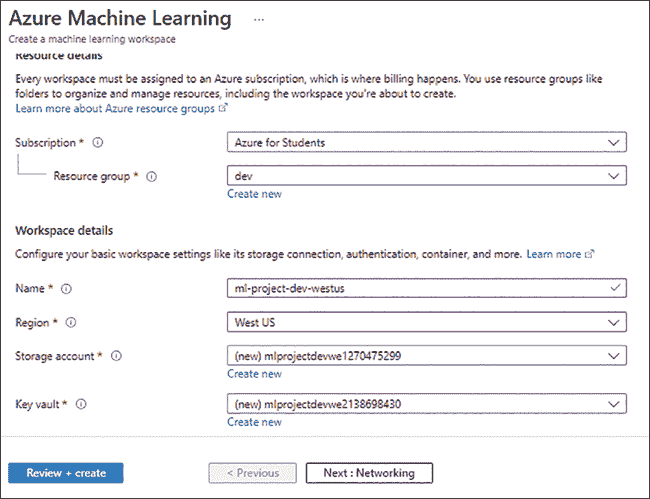 Azure Machine Learning ...
Create a machine learning workspace
Resource details
Every workspace must be assigned to an Azure subscription, which is where billing happens. You use resource groups like
folders to organize and manage resources, including the workspace you're about to create.
Learn more about Azure resource groups
Subscription *
Azure for Students
Resource group *
dev
Create new
Workspace details
Configure your basic workspace settings like its storage connection, authentication, container, and more. Learn more
Name *
ml-project-dev-westus
Region *
West US
Storage account *
(new) mlprojectdevwe1270475299
Create new
Key vault *
(new) mlprojectdevwe2138698430
Create new
Review + create
< Previous
Next : Networking